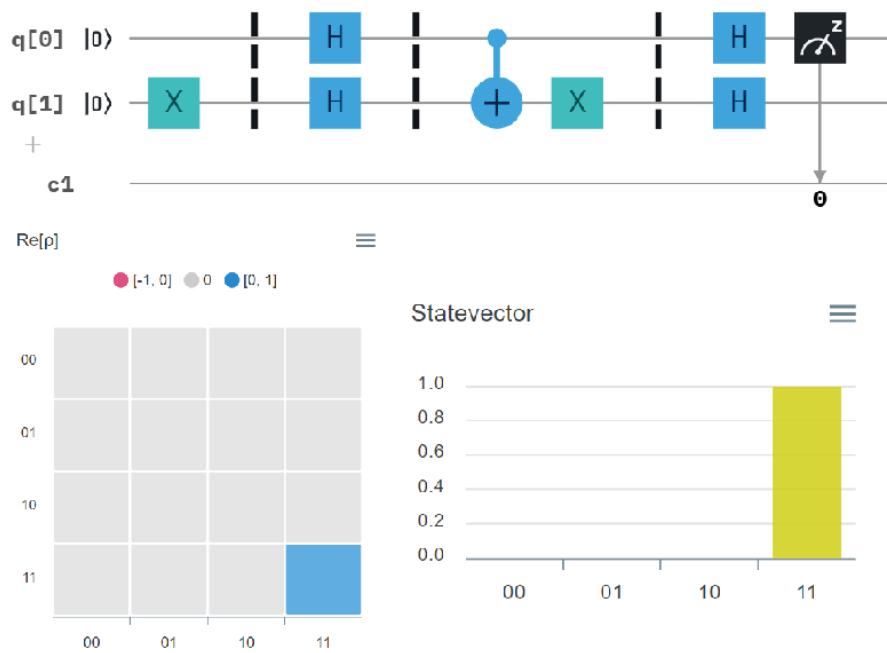 q[0] |0⟩ H H z
q[1] |0⟩ X H + X H
+
c1
0
Re[ρ]
[-1, 0] 0 [0, 1]
00
01
10
11
00 01 10 11
Statevector
1.0
0.8
0.6
0.4
0.2
0.0
00 01 10 11